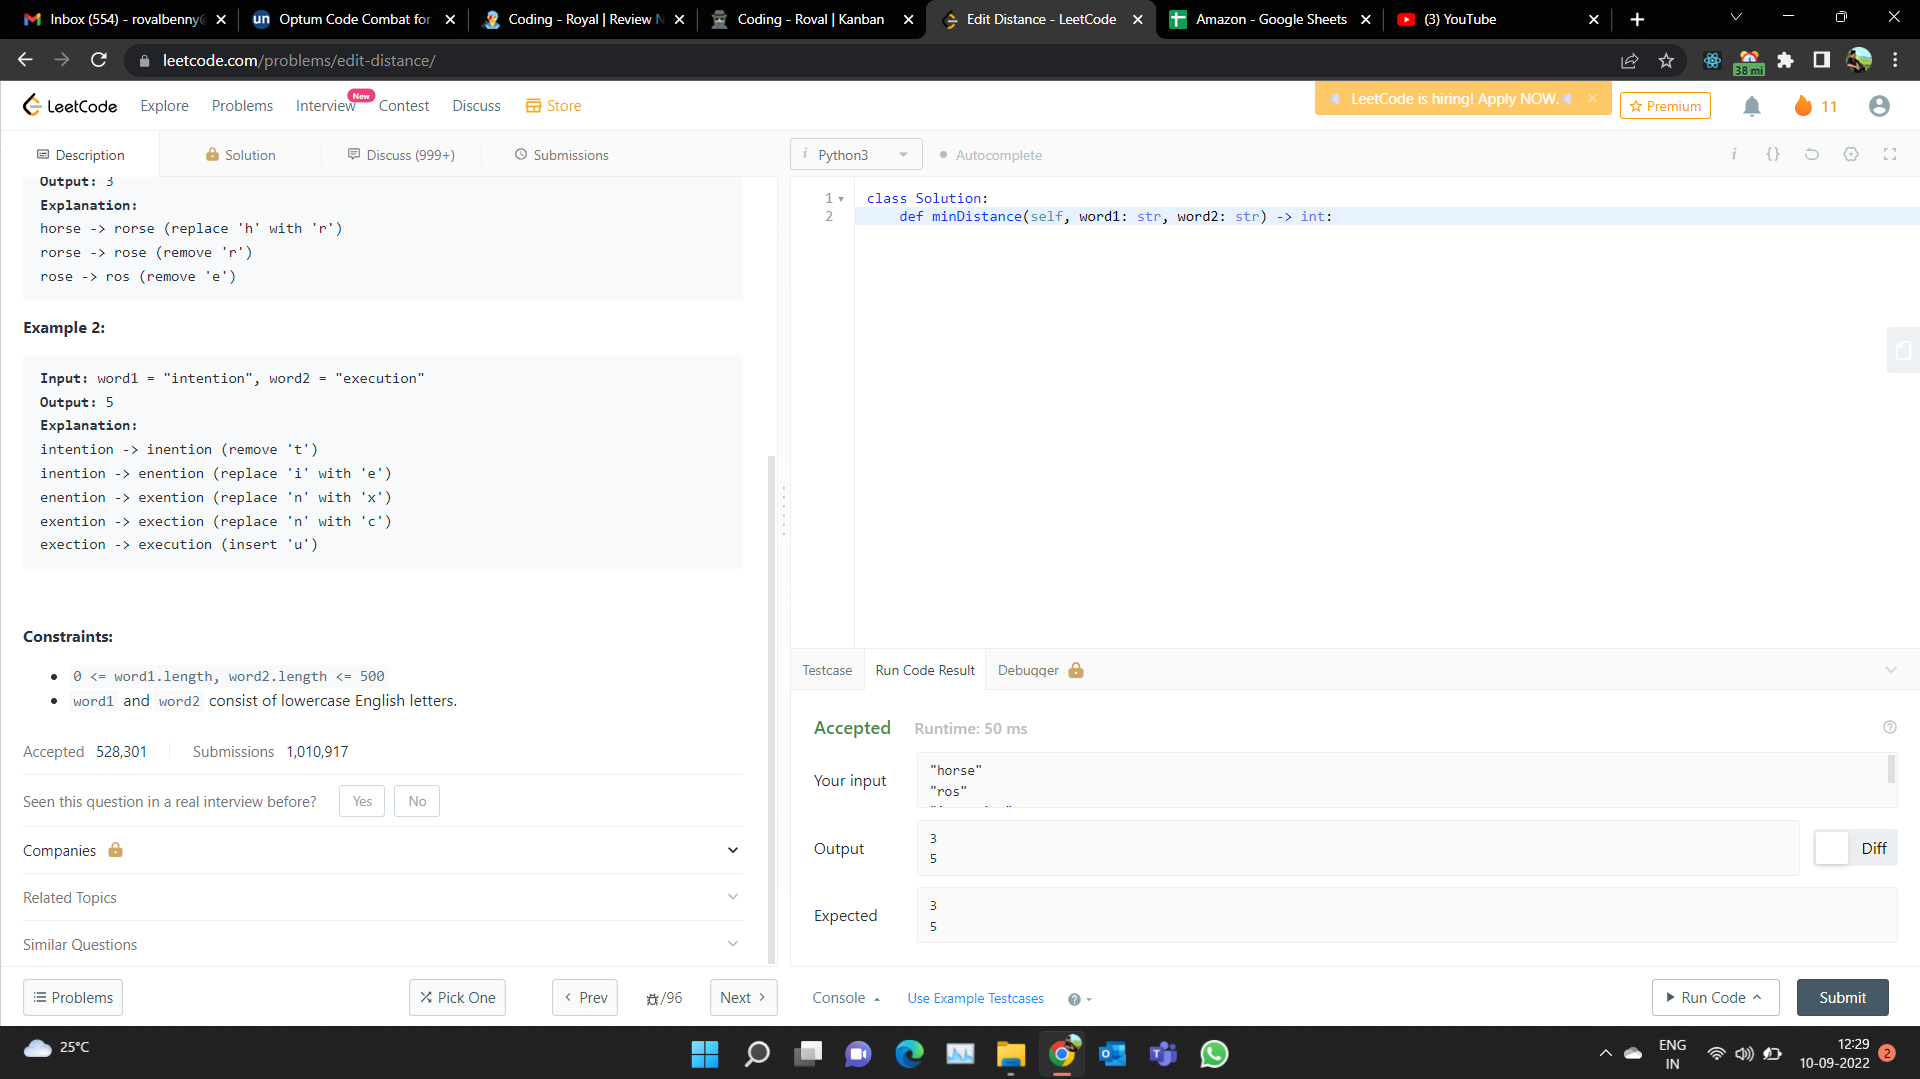 Inbox (554) - rovalbenny@
Optum Code Combat for
Coding - Royal | Review N
Coding - Roval | Kanban
Edit Distance - LeetCode
Amazon - Google Sheets
(3) YouTube
leetcode.com/problems/edit-distance/
38 mi
LeetCode
Explore
Problems
Interview
New
Contest
Discuss
Store
LeetCode is hiring! Apply NOW.
Premium
11
Description
Solution
Discuss (999+)
Submissions
Output: 3
Explanation:
horse -> rorse (replace 'h' with 'r')
rorse -> rose (remove 'r')
rose -> ros (remove 'e')
Example 2:
Input: word1 = "intention", word2 = "execution"
Output: 5
Explanation:
intention -> inention (remove 't')
inention -> enention (replace 'i' with 'e')
enention -> exention (replace 'n' with 'x')
exention -> exection (replace 'n' with 'c')
exection -> execution (insert 'u')
Constraints:
0 <= word1.length, word2.length <= 500
word1 and word2 consist of lowercase English letters.
Accepted 528,301 Submissions 1,010,917
Seen this question in a real interview before? Yes No
Companies
Related Topics
Similar Questions
Problems
Pick One
Prev
/96
Next
i Python3
Autocomplete
i {}
1 class Solution:
2 def minDistance(self, word1: str, word2: str) -> int:
Testcase
Run Code Result
Debugger
Accepted Runtime: 50 ms
Your input
"horse"
"ros"
Output
3
5
Diff
Expected
3
5
Console
Use Example Testcases
Run Code
Submit
25°C
ENG
IN
12:29
10-09-2022
2